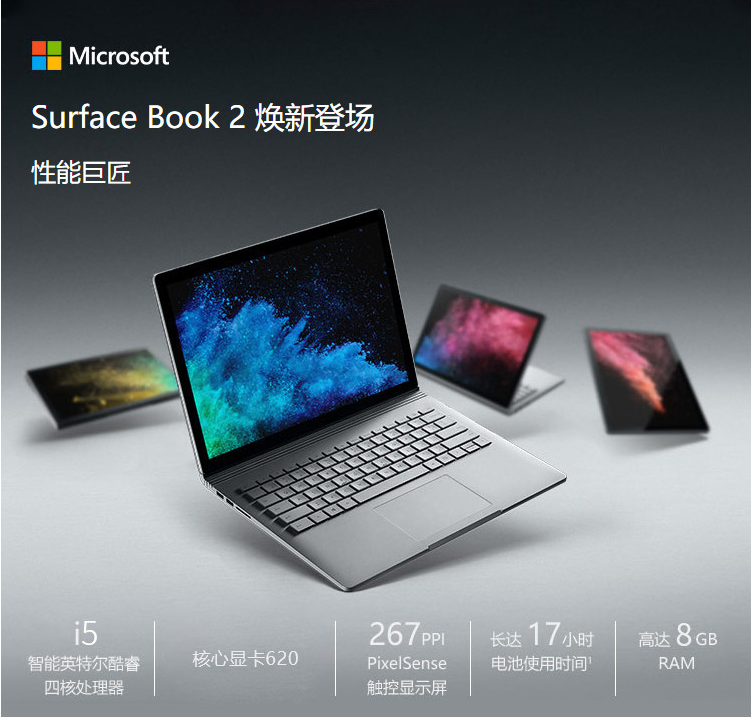 Microsoft
Surface Book 2 焕新登场
性能巨匠
i5
智能英特尔酷睿
四核处理器
核心显卡620
267PPI
PixelSense
触控显示屏
长达 17小时
电池使用时间¹
高达 8GB
RAM